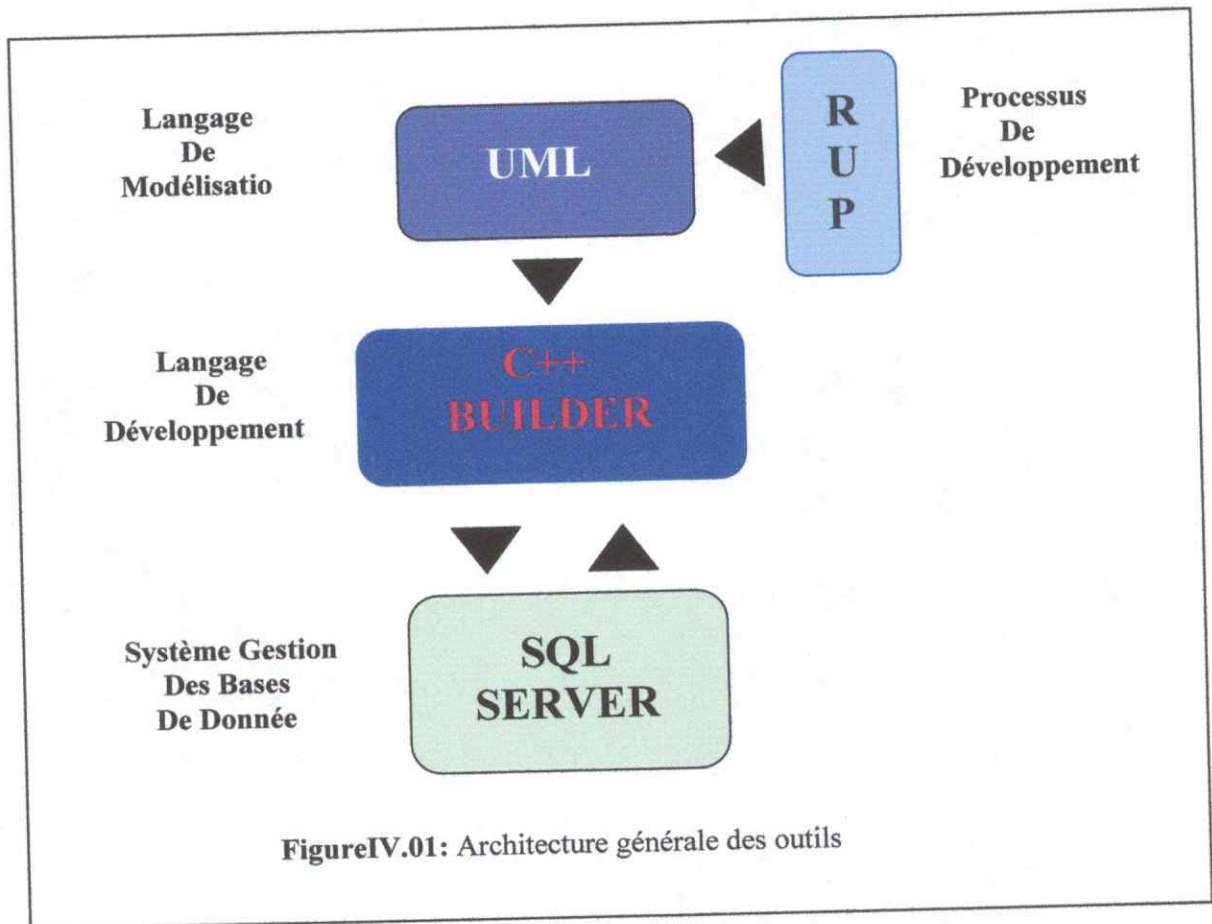 Langage
De
Modélisatio
UML
R
U
P
Processus
De
Développement
Langage
De
Développement
C++
BUILDER
Système Gestion
Des Bases
De Donnée
SQL
SERVER
FigureIV.01: Architecture générale des outils